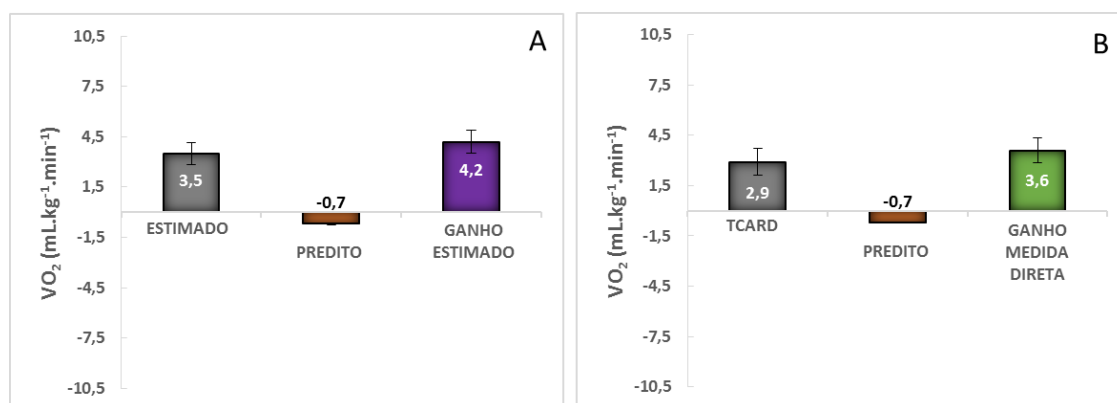 A
VO₂ (mL.kg⁻¹.min⁻¹)
10,5
7,5
4,5
1,5
-1,5
-4,5
-7,5
-10,5
3,5
-0,7
4,2
ESTIMADO
PREDITO
GANHO
ESTIMADO
B
VO₂ (mL.kg⁻¹.min⁻¹)
10,5
7,5
4,5
1,5
-1,5
-4,5
-7,5
-10,5
2,9
-0,7
3,6
TCARD
PREDITO
GANHO
MEDIDA
DIRETA